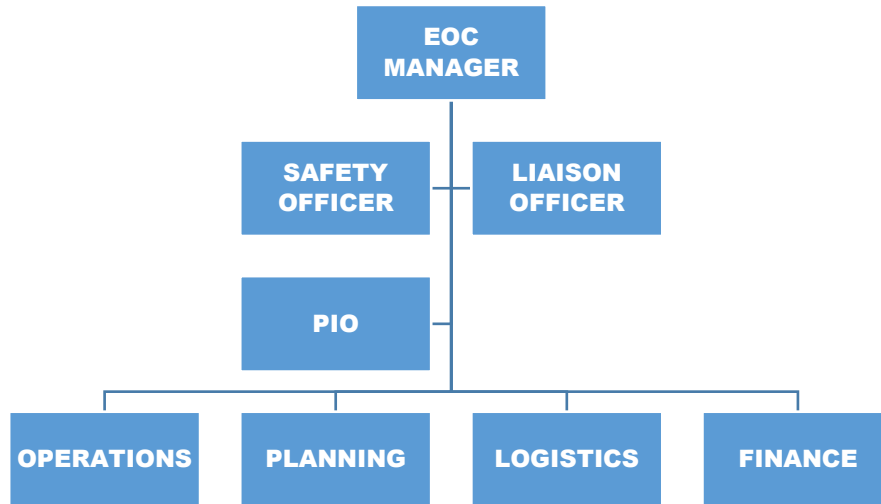 EOC
MANAGER
SAFETY
OFFICER
LIAISON
OFFICER
PIO
OPERATIONS
PLANNING
LOGISTICS
FINANCE